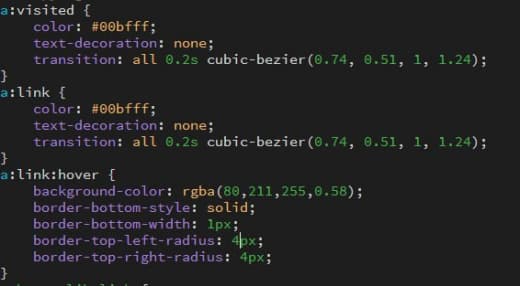 a:visited {
    color: #00bfff;
    text-decoration: none;
    transition: all 0.2s cubic-bezier(0.74, 0.51, 1, 1.24);
}
a:link {
    color: #00bfff;
    text-decoration: none;
    transition: all 0.2s cubic-bezier(0.74, 0.51, 1, 1.24);
}
a:link:hover {
    background-color: rgba(80,211,255,0.58);
    border-bottom-style: solid;
    border-bottom-width: 1px;
    border-top-left-radius: 4px;
    border-top-right-radius: 4px;
}